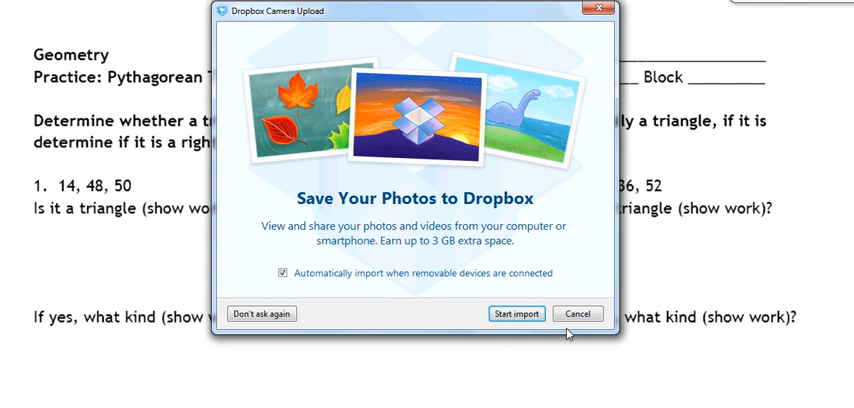 Dropbox Camera Upload
Geometry
Practice: Pythagorean
Block
Determine whether a
a triangle, if it is
determine if it is a
1. 14, 48, 50
36, 52
Is it a triangle (show
triangle (show work)?
Save Your Photos to Dropbox
View and share your photos and videos from your computer or
smartphone. Earn up to 3 GB extra space.
Automatically import when removable devices are connected
Don't ask again
Start import
Cancel
If yes, what kind (show
what kind (show work)?